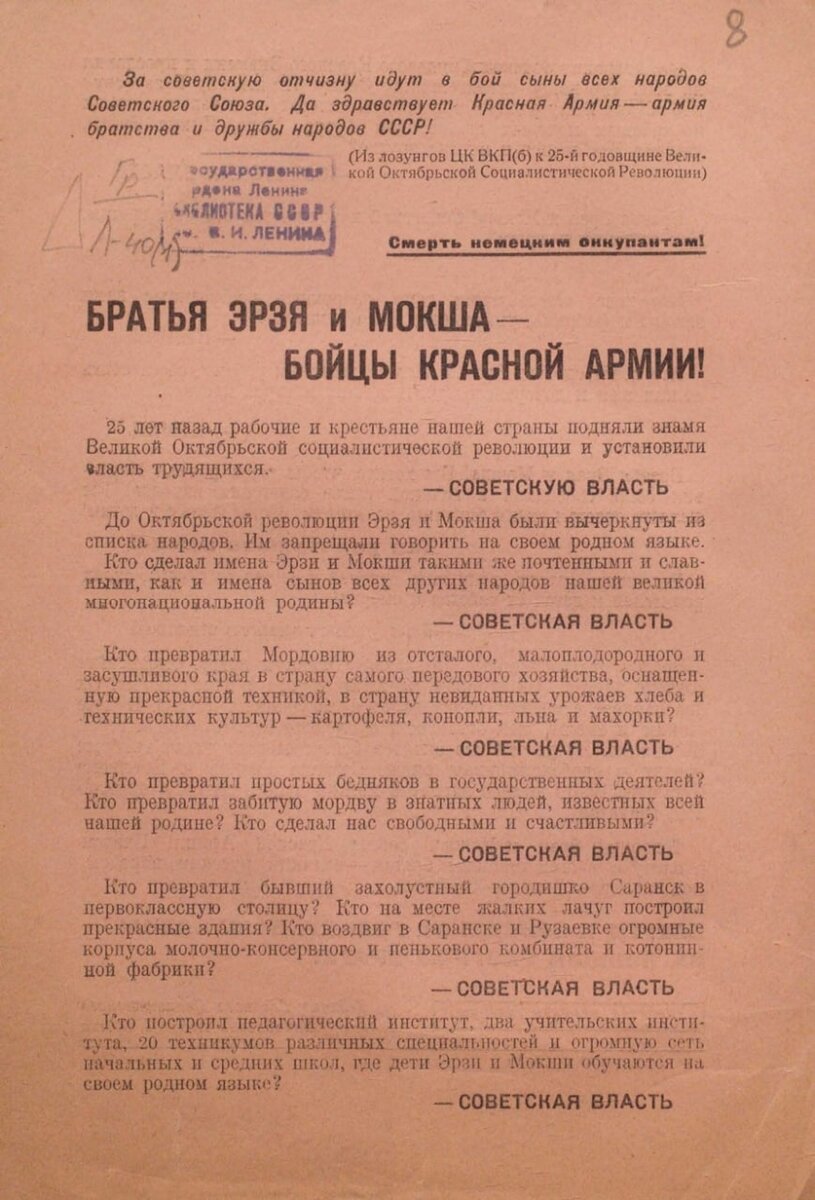 8
За советскую отчизну идут в бой сыны всех народов
Советского Союза. Да здравствует Красная Армия — армия
братства и дружбы народов СССР!
(Из лозунгов ЦК ВКП(б) к 25-й годовщине Вели-
кой Октябрьской Социалистической Революции)
осударственная
рдена Ленина
БИБЛИОТЕКА СССР
В. И. ЛЕНИНА
Смерть немецким оккупантам!
БРАТЬЯ ЭРЗЯ и МОКША —
БОЙЦЫ КРАСНОЙ АРМИИ!
25 лет назад рабочие и крестьяне нашей страны подняли знамя
Великой Октябрьской социалистической революции и установили
власть трудящихся.
— СОВЕТСКУЮ ВЛАСТЬ
До Октябрьской революции Эрзя и Мокша были вычеркнуты из
списка народов. Им запрещали говорить на своем родном языке.
Кто сделал имена Эрзи и Мокши такими же почтенными и слав-
ными, как и имена сынов всех других народов нашей великой
многонациональной родины?
— СОВЕТСКАЯ ВЛАСТЬ
Кто превратил Мордовию из отсталого, малоплодородного и
засушливого края в страну самого передового хозяйства, оснащен-
ную прекрасной техникой, в страну невиданных урожаев хлеба и
технических культур — картофеля, конопли, льна и махорки?
— СОВЕТСКАЯ ВЛАСТЬ
Кто превратил простых бедняков в государственных деятелей?
Кто превратил забитую мордву в знатных людей, известных всей
нашей родине? Кто сделал нас свободными и счастливыми?
— СОВЕТСКАЯ ВЛАСТЬ
Кто превратил бывший захолустный городишко Саранск в
первоклассную столицу? Кто на месте жалких лачуг построил
прекрасные здания? Кто воздвиг в Саранске и Рузаевке огромные
корпуса молочно-консервного и пенькового комбината и котонин-
ной фабрики?
— СОВЕТСКАЯ ВЛАСТЬ
Кто построил педагогический институт, два учительских инсти-
тута, 20 техникумов различных специальностей и огромную сеть
начальных и средних школ, где дети Эрзи и Мокши обучаются на
своем родном языке?
— СОВЕТСКАЯ ВЛАСТЬ